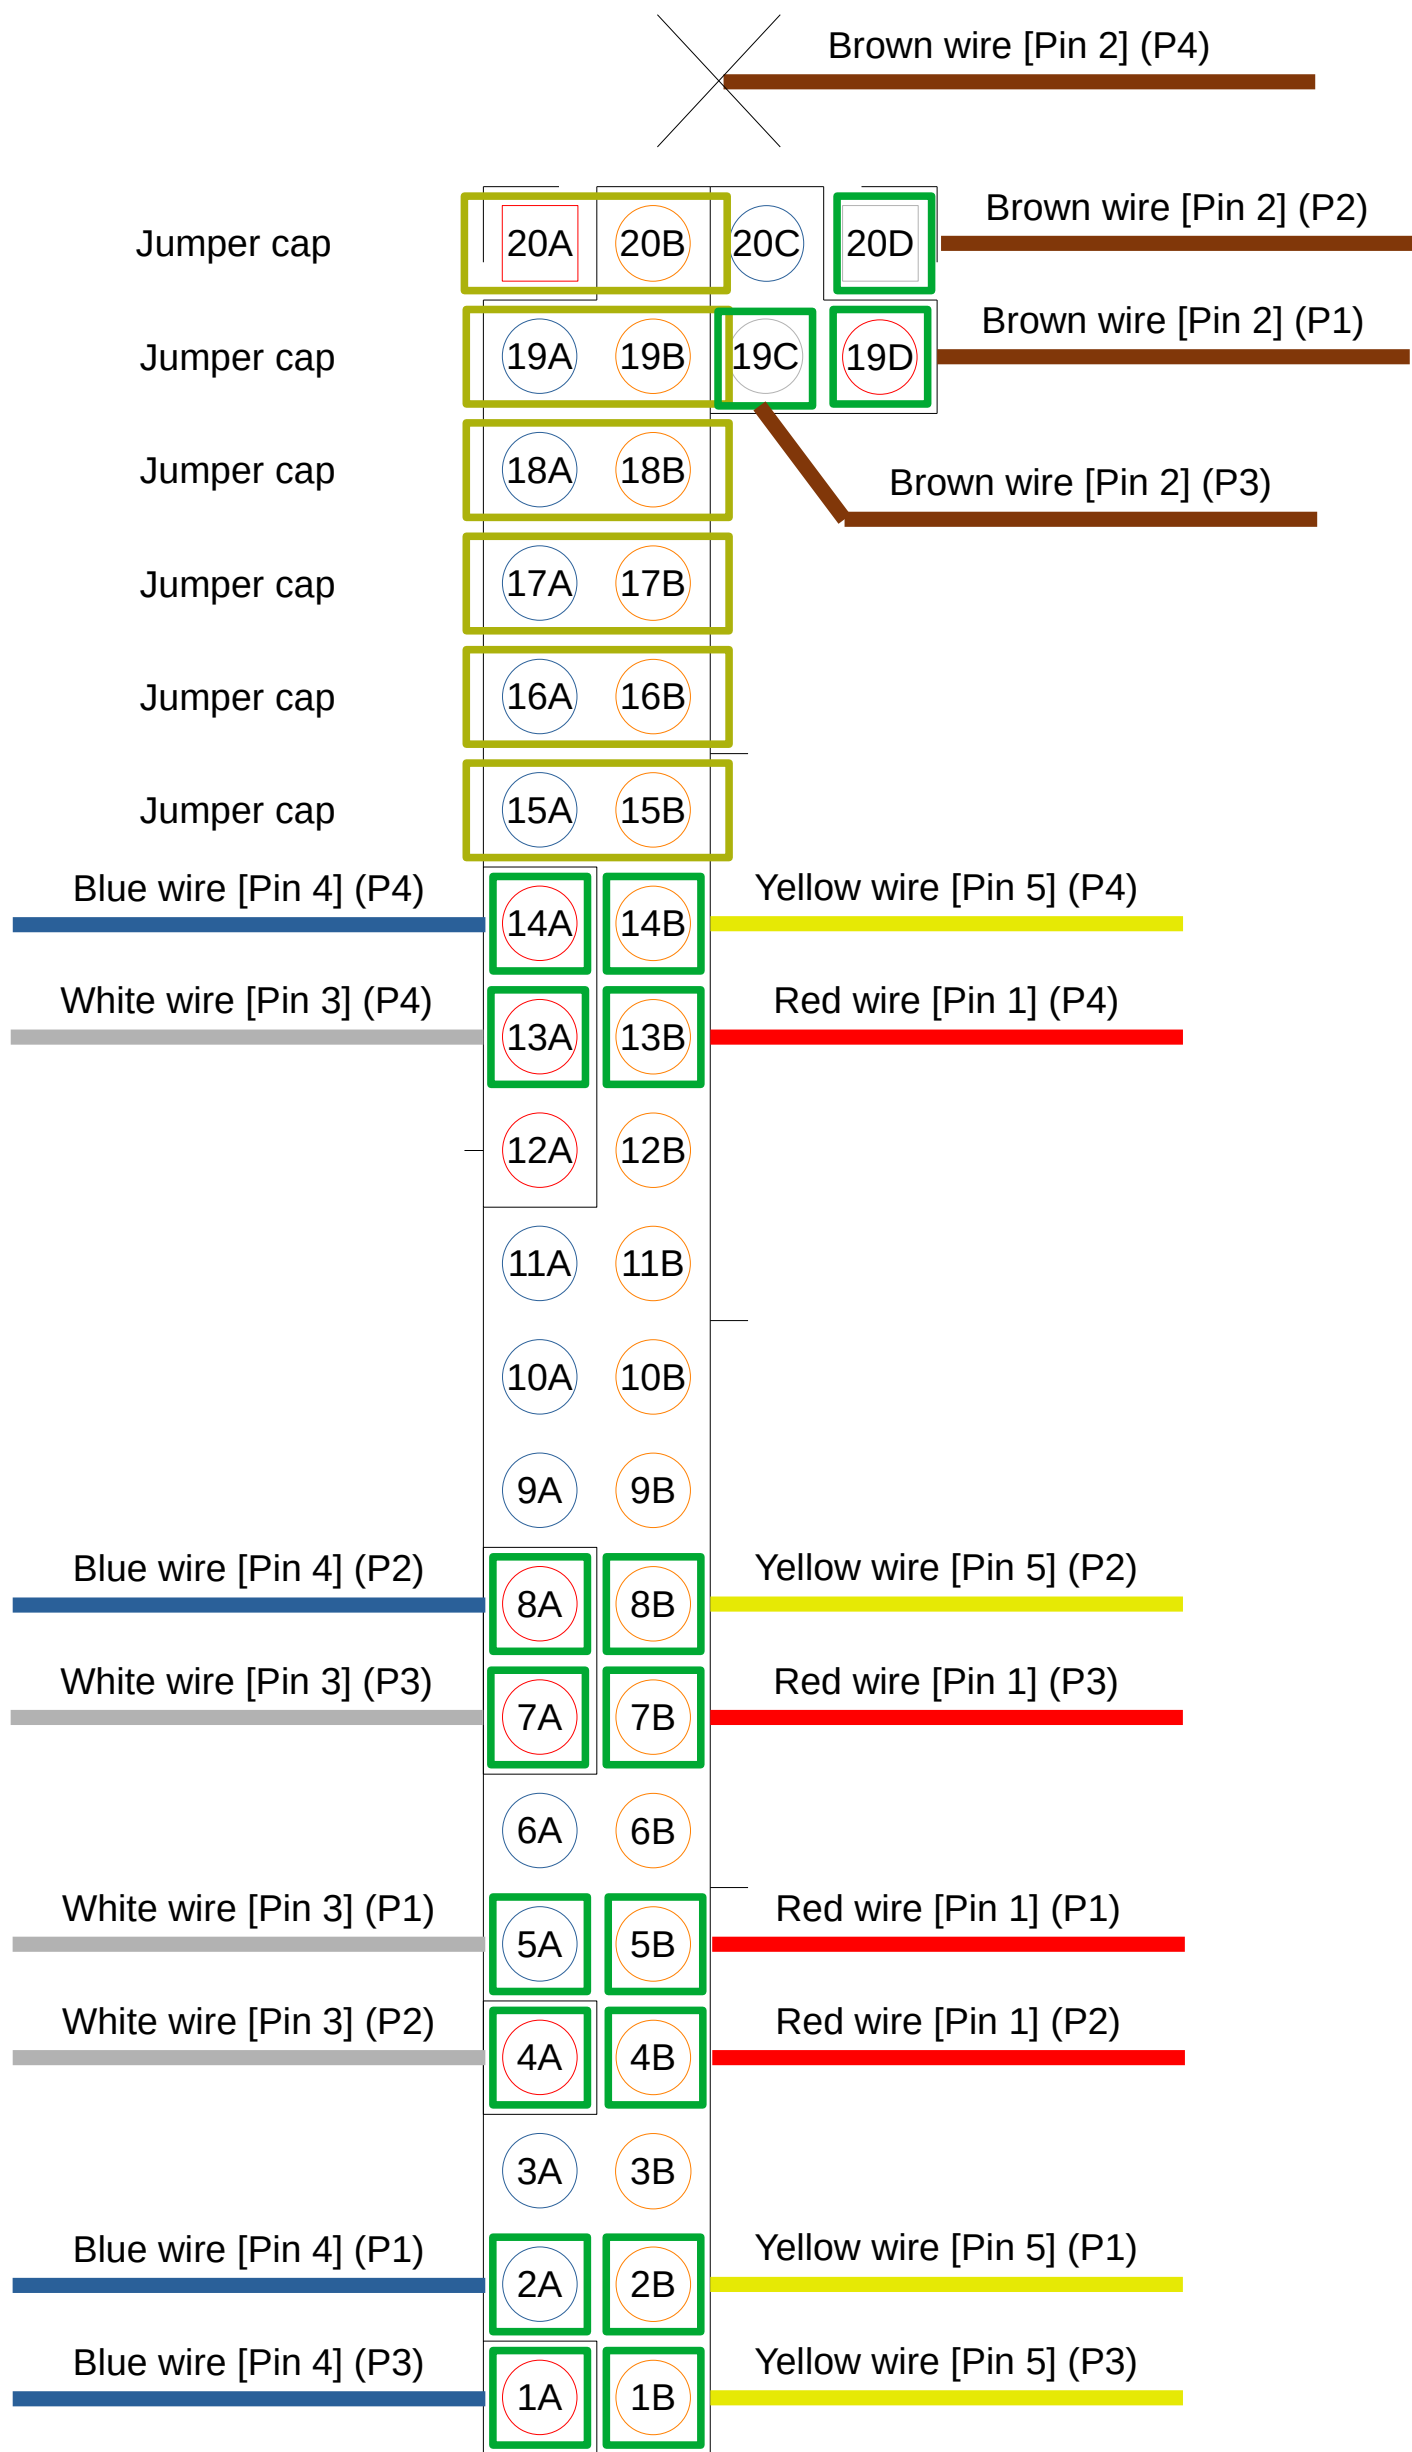 Brown wire [Pin 2] (P4)
Brown wire [Pin 2] (P2)
Jumper cap 20A 20B 20C 20D
Brown wire [Pin 2] (P1)
Jumper cap 19A 19B 19C 19D
Jumper cap 18A 18B
Brown wire [Pin 2] (P3)
Jumper cap 17A 17B
Jumper cap 16A 16B
Jumper cap 15A 15B
Blue wire [Pin 4] (P4) Yellow wire [Pin 5] (P4)
14A 14B
White wire [Pin 3] (P4) Red wire [Pin 1] (P4)
13A 13B
12A 12B
11A 11B
10A 10B
9A 9B
Blue wire [Pin 4] (P2) Yellow wire [Pin 5] (P2)
8A 8B
White wire [Pin 3] (P3) Red wire [Pin 1] (P3)
7A 7B
6A 6B
White wire [Pin 3] (P1) Red wire [Pin 1] (P1)
5A 5B
White wire [Pin 3] (P2) Red wire [Pin 1] (P2)
4A 4B
3A 3B
Blue wire [Pin 4] (P1) Yellow wire [Pin 5] (P1)
2A 2B
Blue wire [Pin 4] (P3) Yellow wire [Pin 5] (P3)
1A 1B